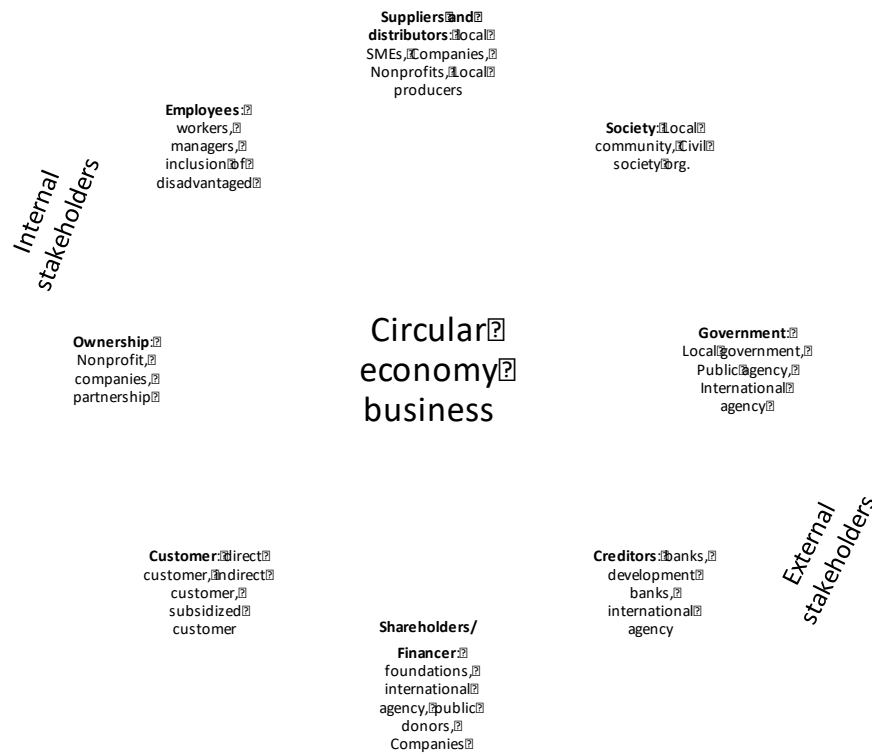 Suppliers and
distributors: local
SMEs, Companies,
Nonprofits, Local
producers
Employees:
workers,
managers,
inclusion of
disadvantaged
Society: Local
community, Civil
society org.
Internal
stakeholders
Circular
economy
business
Ownership:
Nonprofit,
companies,
partnership
Government:
Local government,
Public agency,
International
agency
External
stakeholders
Customer: direct
customer, indirect
customer,
subsidized
customer
Creditors: banks,
development
banks,
international
agency
Shareholders/
Financer:
foundations,
international
agency, public
donors,
Companies